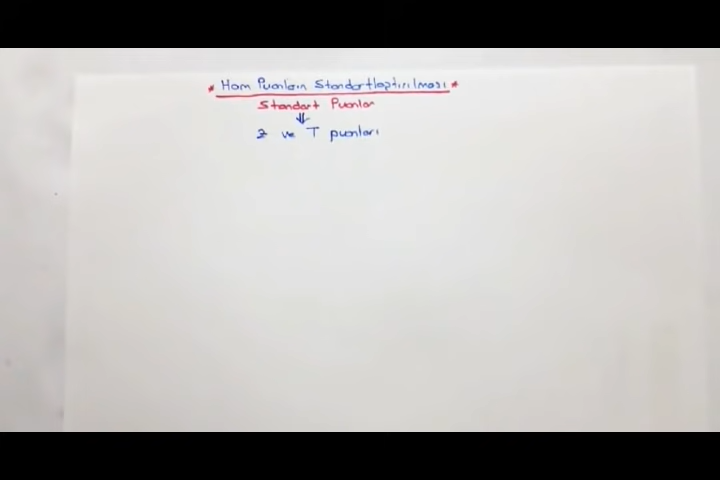 * Ham Puanların Standartlaştırılması *
Standart Puanlar
⇓
z ve T puanları